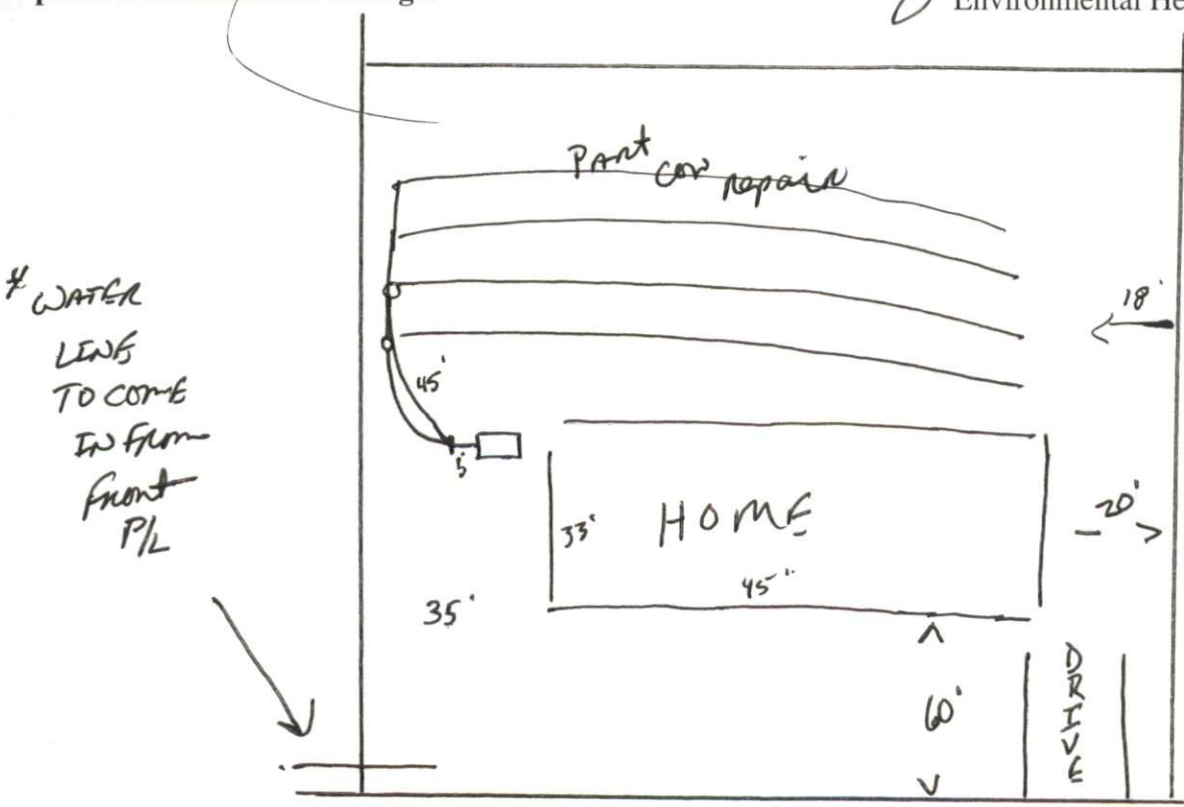 Environmental He
Part
repair
* WATER
LINE
TO COME
IN From
Front
P/L
18'
45'
5'
33'
HOME
20'
45"
35'
60'
DRIVE